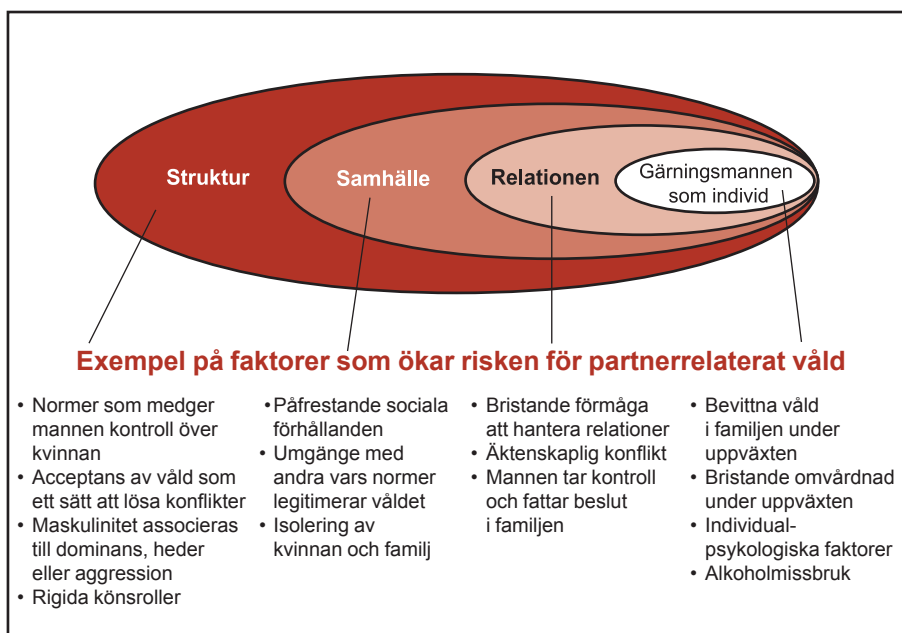 Struktur
Samhälle
Relationen
Gärningsmannen
som individ
Exempel på faktorer som ökar risken för partnerrelaterat våld
• Normer som medger
mannen kontroll över
kvinnan
• Acceptans av våld som
ett sätt att lösa konflikter
• Maskulinitet associeras
till dominans, heder
eller aggression
• Rigida könsroller
• Påfrestande sociala
förhållanden
• Umgänge med
andra vars normer
legitimerar våldet
• Isolering av
kvinnan och familj
• Bristande förmåga
att hantera relationer
• Äktenskaplig konflikt
• Mannen tar kontroll
och fattar beslut
i familjen
• Bevittna våld
i familjen under
uppväxten
• Bristande omvårdnad
under uppväxten
• Individual-
psykologiska faktorer
• Alkoholmissbruk